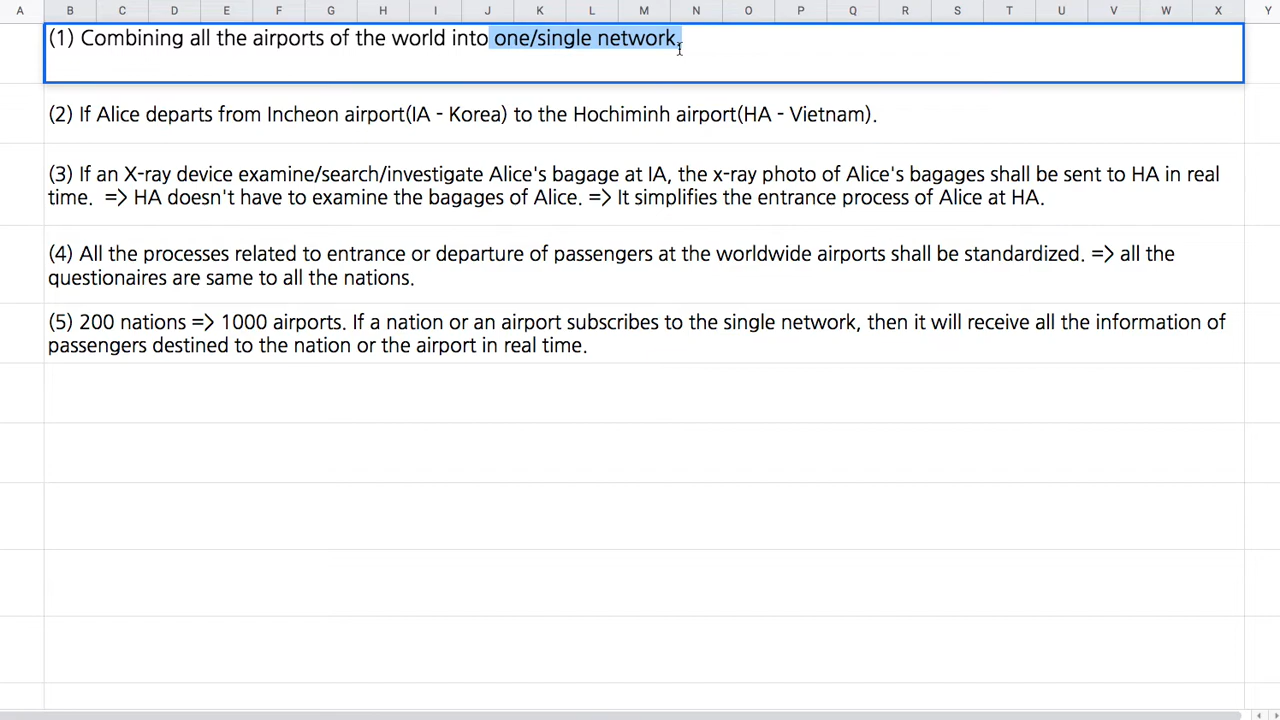 A B C D E F G H I J K L M N O P Q R S T U V W X Y
(1) Combining all the airports of the world into one/single network.
(2) If Alice departs from Incheon airport(IA - Korea) to the Hochiminh airport(HA - Vietnam).
(3) If an X-ray device examine/search/investigate Alice's bagage at IA, the x-ray photo of Alice's bagages shall be sent to HA in real
time. => HA doesn't have to examine the bagages of Alice. => It simplifies the entrance process of Alice at HA.
(4) All the processes related to entrance or departure of passengers at the worldwide airports shall be standardized. => all the
questionaires are same to all the nations.
(5) 200 nations => 1000 airports. If a nation or an airport subscribes to the single network, then it will receive all the information of
passengers destined to the nation or the airport in real time.